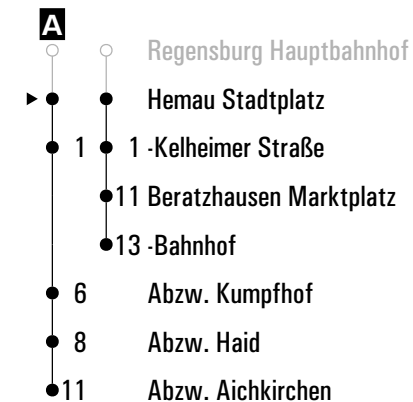 A
Regensburg Hauptbahnhof
Hemau Stadtplatz
1 1 -Kelheimer Straße
11 Beratzhausen Marktplatz
13 -Bahnhof
6 Abzw. Kumpfhof
8 Abzw. Haid
11 Abzw. Aichkirchen